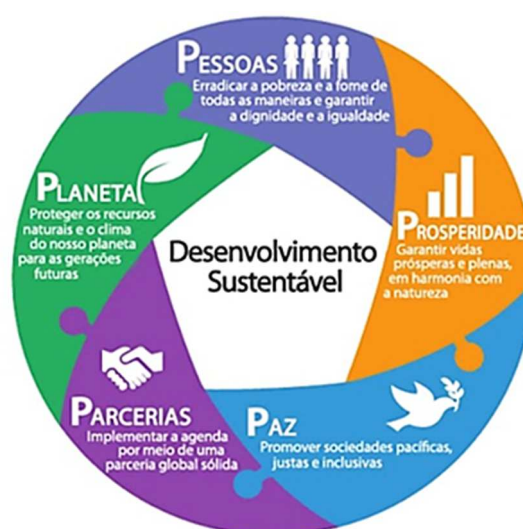 PESSOAS
Erradicar a pobreza e a fome de
todas as maneiras e garantir
a dignidade e a igualdade
PLANETA
Proteger os recursos
naturais e o clima
do nosso planeta
para as gerações
futuras
PROSPERIDADE
Garantir vidas
prósperas e plenas,
em harmonia com
a natureza
Desenvolvimento
Sustentável
PARCERIAS
Implementar a agenda
por meio de uma
parceria global sólida
PAZ
Promover sociedades pacíficas,
justas e inclusivas